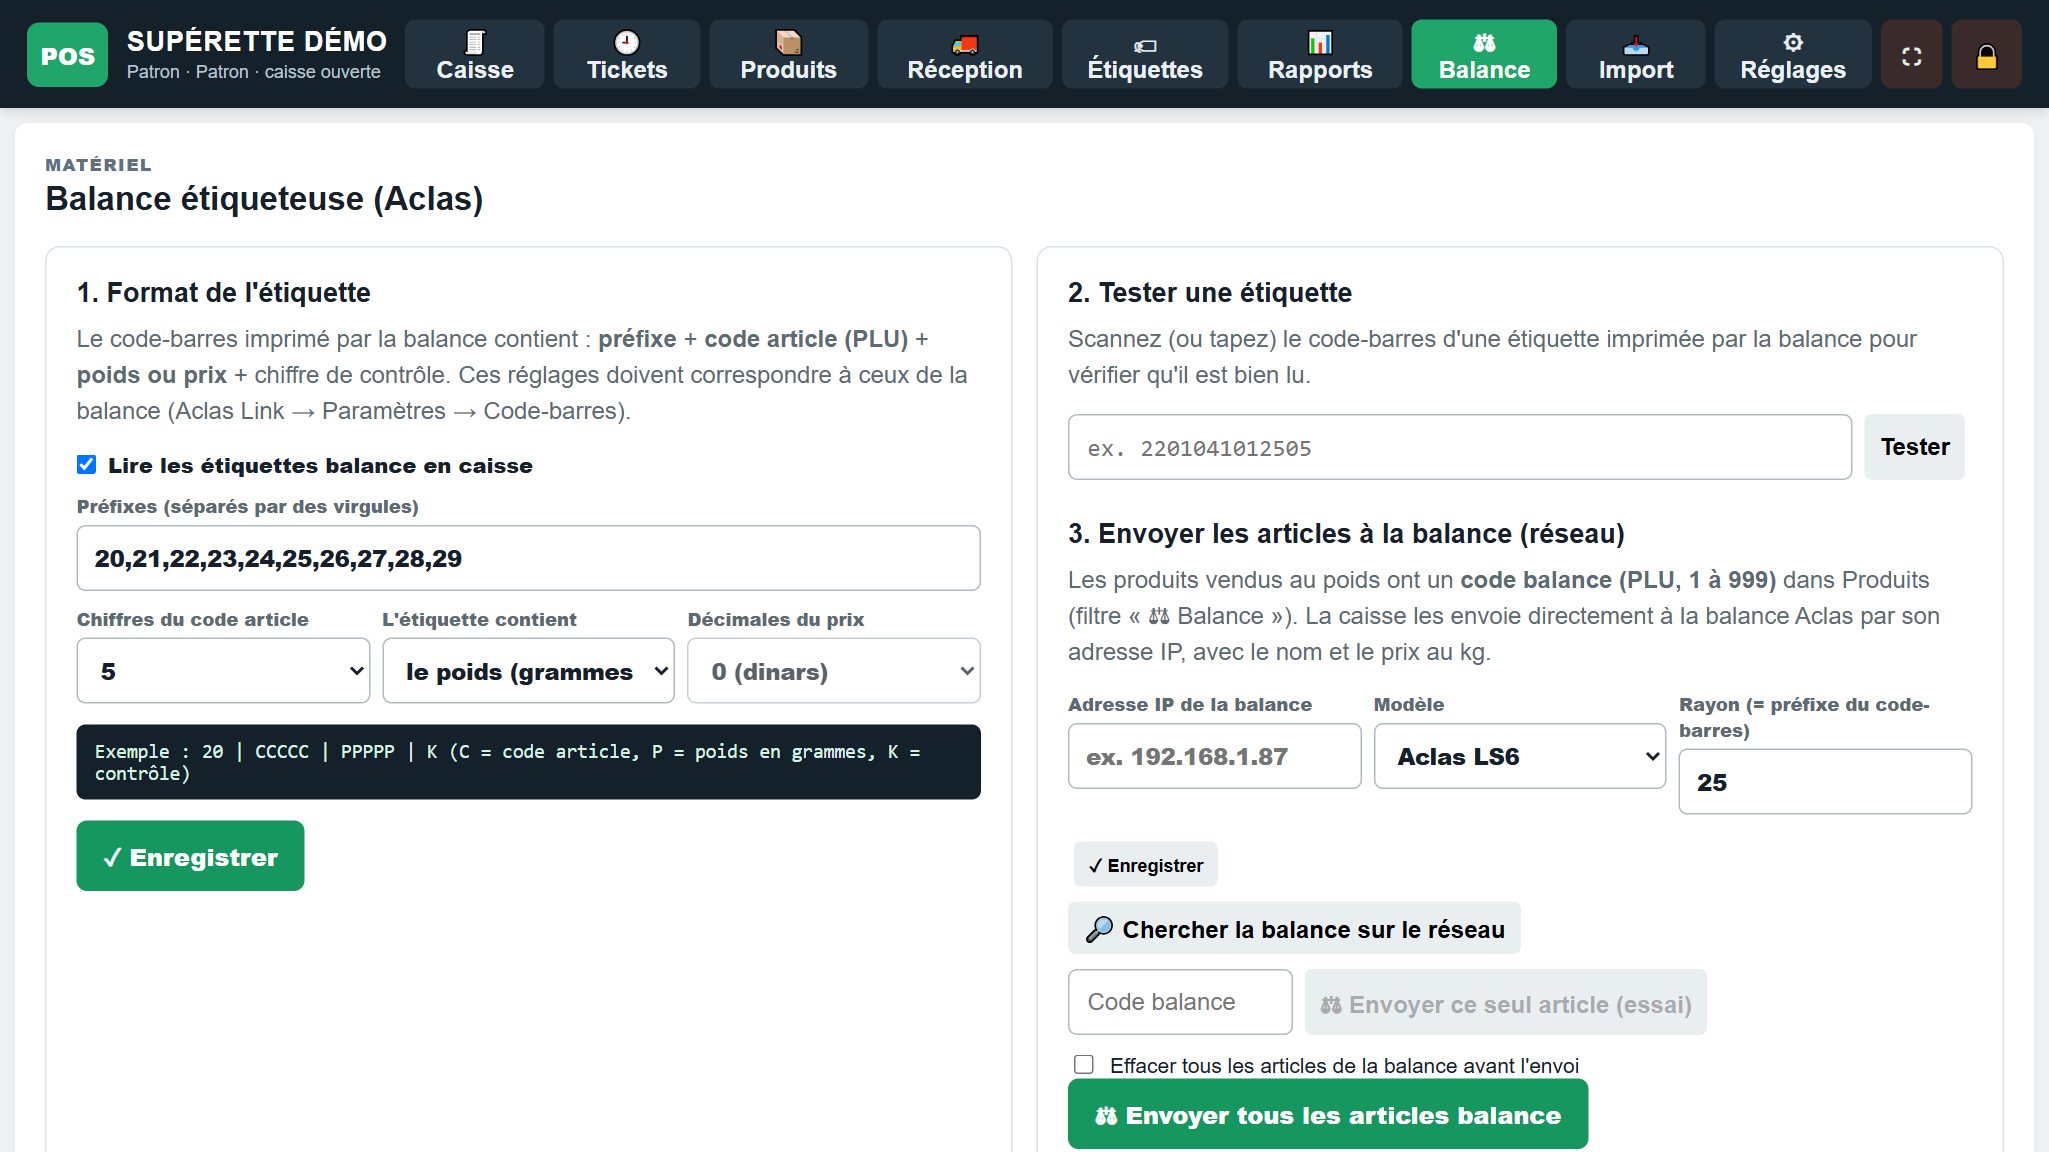 POS
SUPÉRETTE DÉMO
Patron · Patron · caisse ouverte
Caisse
Tickets
Produits
Réception
Étiquettes
Rapports
Balance
Import
Réglages
MATÉRIEL
Balance étiqueteuse (Aclas)
1. Format de l'étiquette
Le code-barres imprimé par la balance contient : préfixe + code article (PLU) +
poids ou prix + chiffre de contrôle. Ces réglages doivent correspondre à ceux de la
balance (Aclas Link → Paramètres → Code-barres).
Lire les étiquettes balance en caisse
Préfixes (séparés par des virgules)
20,21,22,23,24,25,26,27,28,29
Chiffres du code article
L'étiquette contient
Décimales du prix
5
le poids (grammes
0 (dinars)
Exemple : 20 | CCCCC | PPPPP | K (C = code article, P = poids en grammes, K =
contrôle)
✓ Enregistrer
2. Tester une étiquette
Scannez (ou tapez) le code-barres d'une étiquette imprimée par la balance pour
vérifier qu'il est bien lu.
ex. 2201041012505
Tester
3. Envoyer les articles à la balance (réseau)
Les produits vendus au poids ont un code balance (PLU, 1 à 999) dans Produits
(filtre « ⚖ Balance »). La caisse les envoie directement à la balance Aclas par son
adresse IP, avec le nom et le prix au kg.
Adresse IP de la balance
Modèle
Rayon (= préfixe du code-
barres)
ex. 192.168.1.87
Aclas LS6
25
✓ Enregistrer
🔎 Chercher la balance sur le réseau
Code balance
⚖ Envoyer ce seul article (essai)
Effacer tous les articles de la balance avant l'envoi
⚖ Envoyer tous les articles balance